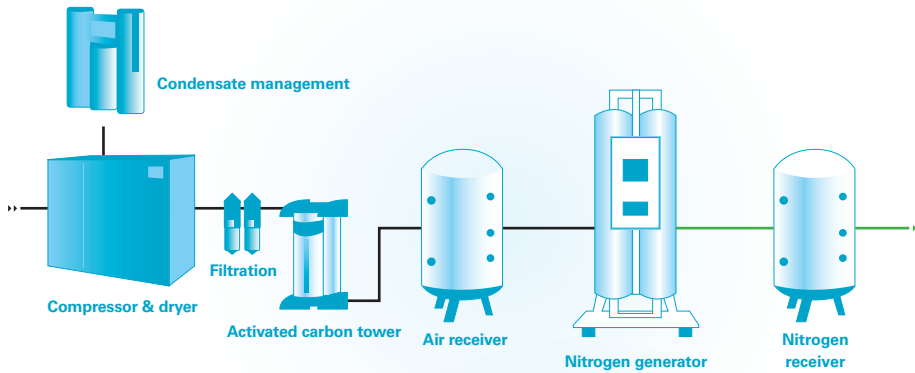 Condensate management
Filtration
Compressor & dryer
Activated carbon tower
Air receiver
Nitrogen generator
Nitrogen
receiver